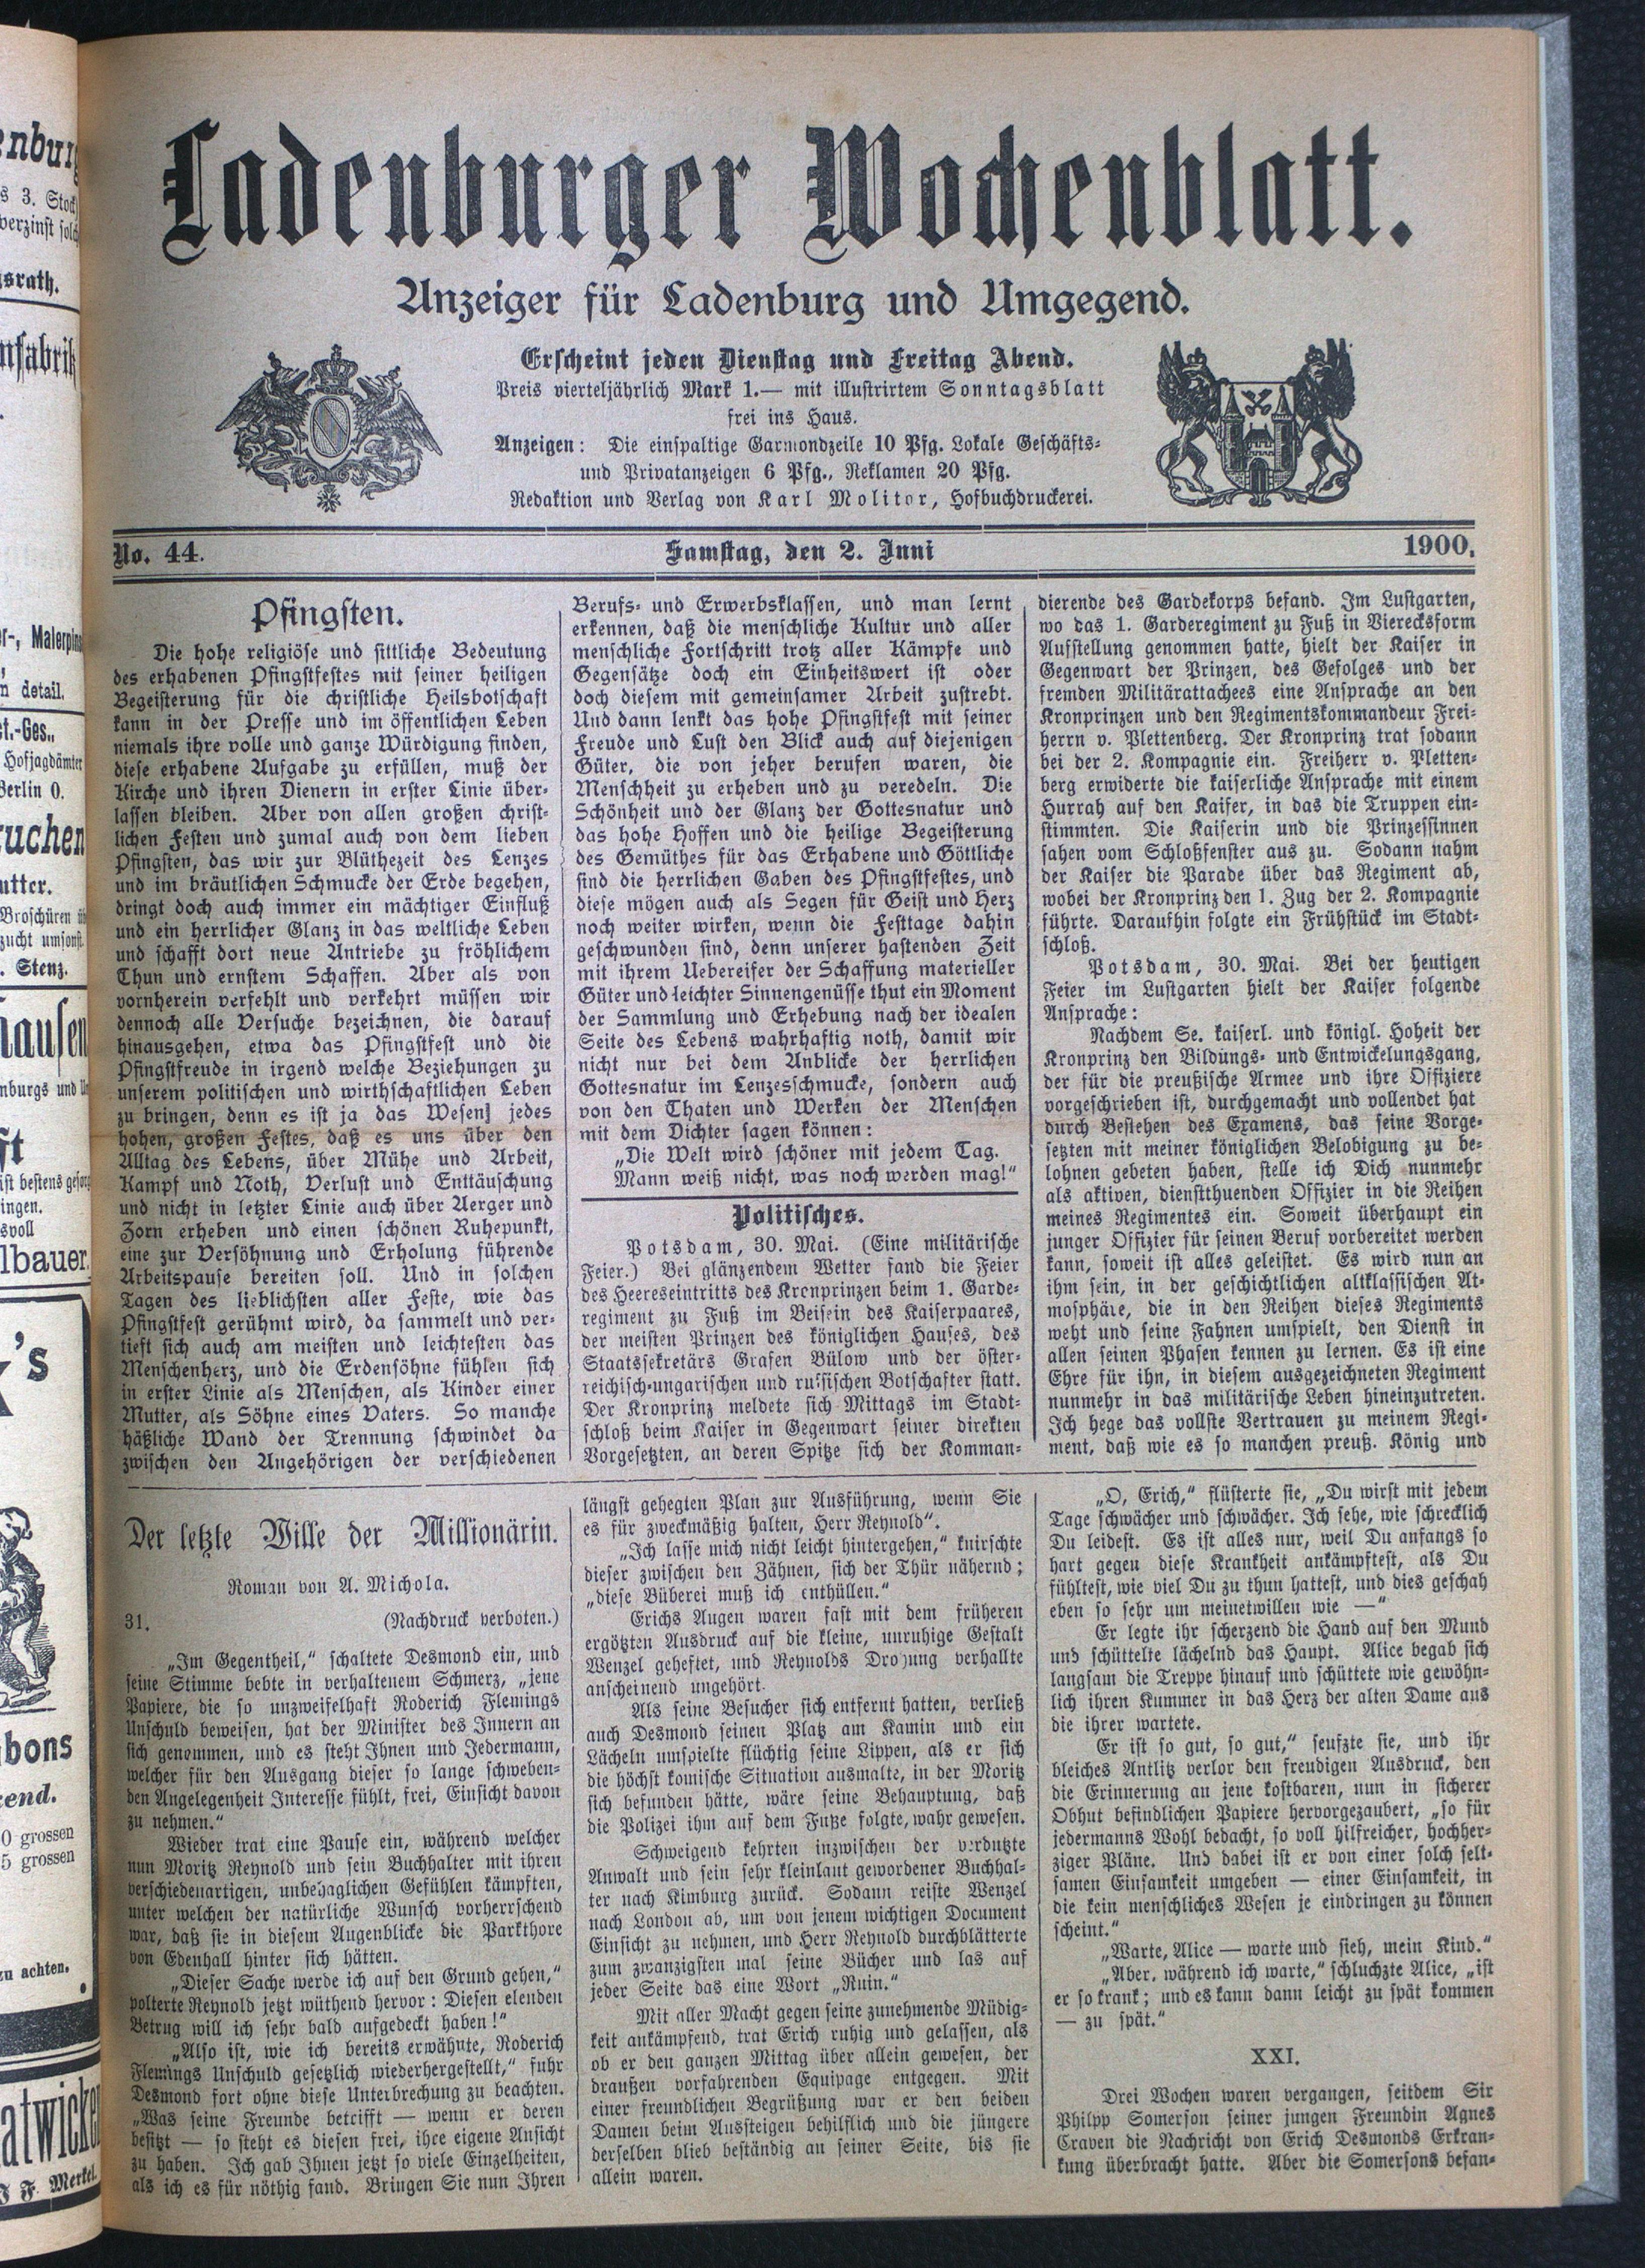 Ladenburger Wochenblatt.
Anzeiger für Ladenburg und Umgegend.
Erscheint jeden Dienstag und Freitag Abend.
Preis vierteljährlich Mark 1.— mit illustrirtem Sonntagsblatt
frei ins Haus.
Anzeigen: Die einspaltige Garmondzeile 10 Pfg. Lokale Geschäfts-
und Privatanzeigen 6 Pfg., Reklamen 20 Pfg.
Redaktion und Verlag von Karl Molitor, Hofbuchdruckerei.
No. 44.
Samstag, den 2. Juni
1900.
Pfingsten.
Die hohe religiöse und sittliche Bedeutung
des erhabenen Pfingstfestes mit seiner heiligen
Begeisterung für die christliche Heilsbotschaft
kann in der Presse und im öffentlichen Leben
niemals ihre volle und ganze Würdigung finden,
diese erhabene Aufgabe zu erfüllen, muß der
Kirche und ihren Dienern in erster Linie über-
lassen bleiben. Aber von allen großen christ-
lichen Festen und zumal auch von dem lieben
Pfingsten, das wir zur Blüthezeit des Lenzes
und im bräutlichen Schmucke der Erde begehen,
dringt doch auch immer ein mächtiger Einfluß
und ein herrlicher Glanz in das weltliche Leben
und schafft dort neue Antriebe zu fröhlichem
Thun und ernstem Schaffen. Aber als von
vornherein verfehlt und verkehrt müssen wir
dennoch alle Versuche bezeichnen, die darauf
hinausgehen, etwa das Pfingstfest und die
Pfingstfreude in irgend welche Beziehungen zu
unserem politischen und wirthschaftlichen Leben
zu bringen, denn es ist ja das Wesen] jedes
hohen, großen Festes, daß es uns über den
Alltag des Lebens, über Mühe und Arbeit,
Kampf und Noth, Verlust und Enttäuschung
und nicht in letzter Linie auch über Aerger und
Zorn erheben und einen schönen Ruhepunkt,
eine zur Versöhnung und Erholung führende
Arbeitspause bereiten soll. Und in solchen
Tagen des lieblichsten aller Feste, wie das
Pfingstfest gerühmt wird, da sammelt und ver-
tieft sich auch am meisten und leichtesten das
Menschenherz, und die Erdensöhne fühlen sich
in erster Linie als Menschen, als Kinder einer
Mutter, als Söhne eines Vaters. So manche
häßliche Wand der Trennung schwindet da
zwischen den Angehörigen der verschiedenen
Berufs- und Erwerbsklassen, und man lernt
erkennen, daß die menschliche Kultur und aller
menschliche Fortschritt trotz aller Kämpfe und
Gegensätze doch ein Einheitswert ist oder
doch diesem mit gemeinsamer Arbeit zustrebt.
Und dann lenkt das hohe Pfingstfest mit seiner
Freude und Lust den Blick auch auf diejenigen
Güter, die von jeher berufen waren, die
Menschheit zu erheben und zu veredeln. Die
Schönheit und der Glanz der Gottesnatur und
das hohe Hoffen und die heilige Begeisterung
des Gemüthes für das Erhabene und Göttliche
sind die herrlichen Gaben des Pfingstfestes, und
diese mögen auch als Segen für Geist und Herz
noch weiter wirken, wenn die Festtage dahin
geschwunden sind, denn unserer hastenden Zeit
mit ihrem Uebereifer der Schaffung materieller
Güter und leichter Sinnengenüsse thut ein Moment
der Sammlung und Erhebung nach der idealen
Seite des Lebens wahrhaftig noth, damit wir
nicht nur bei dem Anblicke der herrlichen
Gottesnatur im Lenzesschmucke, sondern auch
von den Thaten und Werken der Menschen
mit dem Dichter sagen können:
„Die Welt wird schöner mit jedem Tag.
Mann weiß nicht, was noch werden mag!“
Politisches.
Potsdam, 30. Mai. (Eine militärische
Feier.) Bei glänzendem Wetter fand die Feier
des Heereseintritts des Kronprinzen beim 1. Garde-
regiment zu Fuß im Beisein des Kaiserpaares,
der meisten Prinzen des königlichen Hauses, des
Staatssekretärs Grafen Bülow und der öster-
reichisch-ungarischen und russischen Botschafter statt.
Der Kronprinz meldete sich Mittags im Stadt-
schloß beim Kaiser in Gegenwart seiner direkten
Vorgesetzten, an deren Spitze sich der Komman-
dierende des Gardekorps befand. Im Lustgarten,
wo das 1. Garderegiment zu Fuß in Vierecksform
Aufstellung genommen hatte, hielt der Kaiser in
Gegenwart der Prinzen, des Gefolges und der
fremden Militärattachees eine Ansprache an den
Kronprinzen und den Regimentskommandeur Frei-
herrn v. Plettenberg. Der Kronprinz trat sodann
bei der 2. Kompagnie ein. Freiherr v. Pletten-
berg erwiderte die kaiserliche Ansprache mit einem
Hurrah auf den Kaiser, in das die Truppen ein-
stimmten. Die Kaiserin und die Prinzessinnen
sahen vom Schloßfenster aus zu. Sodann nahm
der Kaiser die Parade über das Regiment ab,
wobei der Kronprinz den 1. Zug der 2. Kompagnie
führte. Daraufhin folgte ein Frühstück im Stadt-
schloß.
Potsdam, 30. Mai. Bei der heutigen
Feier im Lustgarten hielt der Kaiser folgende
Ansprache:
Nachdem Se. kaiserl. und königl. Hoheit der
Kronprinz den Bildungs- und Entwickelungsgang,
der für die preußische Armee und ihre Offiziere
vorgeschrieben ist, durchgemacht und vollendet hat
durch Bestehen des Examens, das seine Vorge-
setzten mit meiner königlichen Belobigung zu be-
lohnen gebeten haben, stelle ich Dich nunmehr
als aktiven, dienstthuenden Offizier in die Reihen
meines Regimentes ein. Soweit überhaupt ein
junger Offizier für seinen Beruf vorbereitet werden
kann, soweit ist alles geleistet. Es wird nun an
ihm sein, in der geschichtlichen altklassischen At-
mosphäre, die in den Reihen dieses Regiments
weht und seine Fahnen umspielt, den Dienst in
allen seinen Phasen kennen zu lernen. Es ist eine
Ehre für ihn, in diesem ausgezeichneten Regiment
nunmehr in das militärische Leben hineinzutreten.
Ich hege das vollste Vertrauen zu meinem Regi-
ment, daß wie es so manchen preuß. König und
Der letzte Wille der Millionärin.
Roman von A. Michola.
31.
(Nachdruck verboten.)
„Im Gegentheil,“ schaltete Desmond ein, und
seine Stimme bebte in verhaltenem Schmerz, „jene
Papiere, die so unzweifelhaft Roderich Flemings
Unschuld beweisen, hat der Minister des Innern an
sich genommen, und es steht Ihnen und Jedermann,
welcher für den Ausgang dieser so lange schweben-
den Angelegenheit Interesse fühlt, frei, Einsicht davon
zu nehmen.“
Wieder trat eine Pause ein, während welcher
nun Moritz Reynold und sein Buchhalter mit ihren
verschiedenartigen, unbehaglichen Gefühlen kämpften,
unter welchen der natürliche Wunsch vorherrschend
war, daß sie in diesem Augenblicke die Parkthore
von Edenhall hinter sich hätten.
„Dieser Sache werde ich auf den Grund gehen,“
polterte Reynold jetzt wüthend hervor: Diesen elenden
Betrug will ich sehr bald aufgedeckt haben!“
„Also ist, wie ich bereits erwähnte, Roderich
Flemings Unschuld gesetzlich wiederhergestellt,“ fuhr
Desmond fort ohne diese Unterbrechung zu beachten.
„Was seine Freunde betrifft — wenn er deren
besitzt — so steht es diesen frei, ihre eigene Ansicht
zu haben. Ich gab Ihnen jetzt so viele Einzelheiten,
als ich es für nöthig fand. Bringen Sie nun Ihren
längst gehegten Plan zur Ausführung, wenn Sie
es für zweckmäßig halten, Herr Reynold“.
„Ich lasse mich nicht leicht hintergehen,“ knirschte
dieser zwischen den Zähnen, sich der Thür nähernd;
„diese Büberei muß ich enthüllen.“
Erichs Augen waren fast mit dem früheren
ergötzten Ausdruck auf die kleine, unruhige Gestalt
Wenzel geheftet, und Reynolds Drohung verhallte
anscheinend ungehört.
Als seine Besucher sich entfernt hatten, verließ
auch Desmond seinen Platz am Kamin und ein
Lächeln umspielte flüchtig seine Lippen, als er sich
die höchst komische Situation ausmalte, in der Moritz
sich befunden hätte, wäre seine Behauptung, daß
die Polizei ihm auf dem Fuße folgte, wahr gewesen.
Schweigend kehrten inzwischen der verdutzte
Anwalt und sein sehr kleinlaut gewordener Buchhal-
ter nach Kimburg zurück. Sodann reiste Wenzel
nach London ab, um von jenem wichtigen Document
Einsicht zu nehmen, und Herr Reynold durchblätterte
zum zwanzigsten mal seine Bücher und las auf
jeder Seite das eine Wort „Ruin.“
Mit aller Macht gegen seine zunehmende Müdig-
keit ankämpfend, trat Erich ruhig und gelassen, als
ob er den ganzen Mittag über allein gewesen, der
draußen vorfahrenden Equipage entgegen. Mit
einer freundlichen Begrüßung war er den beiden
Damen beim Aussteigen behilflich und die jüngere
derselben blieb beständig an seiner Seite, bis sie
allein waren.
„O, Erich,“ flüsterte sie, „Du wirst mit jedem
Tage schwächer und schwächer. Ich sehe, wie schrecklich
Du leidest. Es ist alles nur, weil Du anfangs so
hart gegen diese Krankheit ankämpftest, als Du
fühltest, wie viel Du zu thun hattest, und dies geschah
eben so sehr um meinetwillen wie —“
Er legte ihr scherzend die Hand auf den Mund
und schüttelte lächelnd das Haupt. Alice begab sich
langsam die Treppe hinauf und schüttete wie gewöhn-
lich ihren Kummer in das Herz der alten Dame aus
die ihrer wartete.
Er ist so gut, so gut,“ seufzte sie, und ihr
bleiches Antlitz verlor den freudigen Ausdruck, den
die Erinnerung an jene kostbaren, nun in sicherer
Obhut befindlichen Papiere hervorgezaubert, „so für
jedermanns Wohl bedacht, so voll hilfreicher, hochher-
ziger Pläne. Und dabei ist er von einer solch selt-
samen Einsamkeit umgeben — einer Einsamkeit, in
die kein menschliches Wesen je eindringen zu können
scheint.“
„Warte, Alice — warte und sieh, mein Kind.“
„Aber, während ich warte,“ schluchzte Alice, „ist
er so krank; und es kann dann leicht zu spät kommen
— zu spät.“
XXI.
Drei Wochen waren vergangen, seitdem Sir
Philpp Somerson seiner jungen Freundin Agnes
Craven die Nachricht von Erich Desmonds Erkran-
kung überbracht hatte. Aber die Somersons befan-